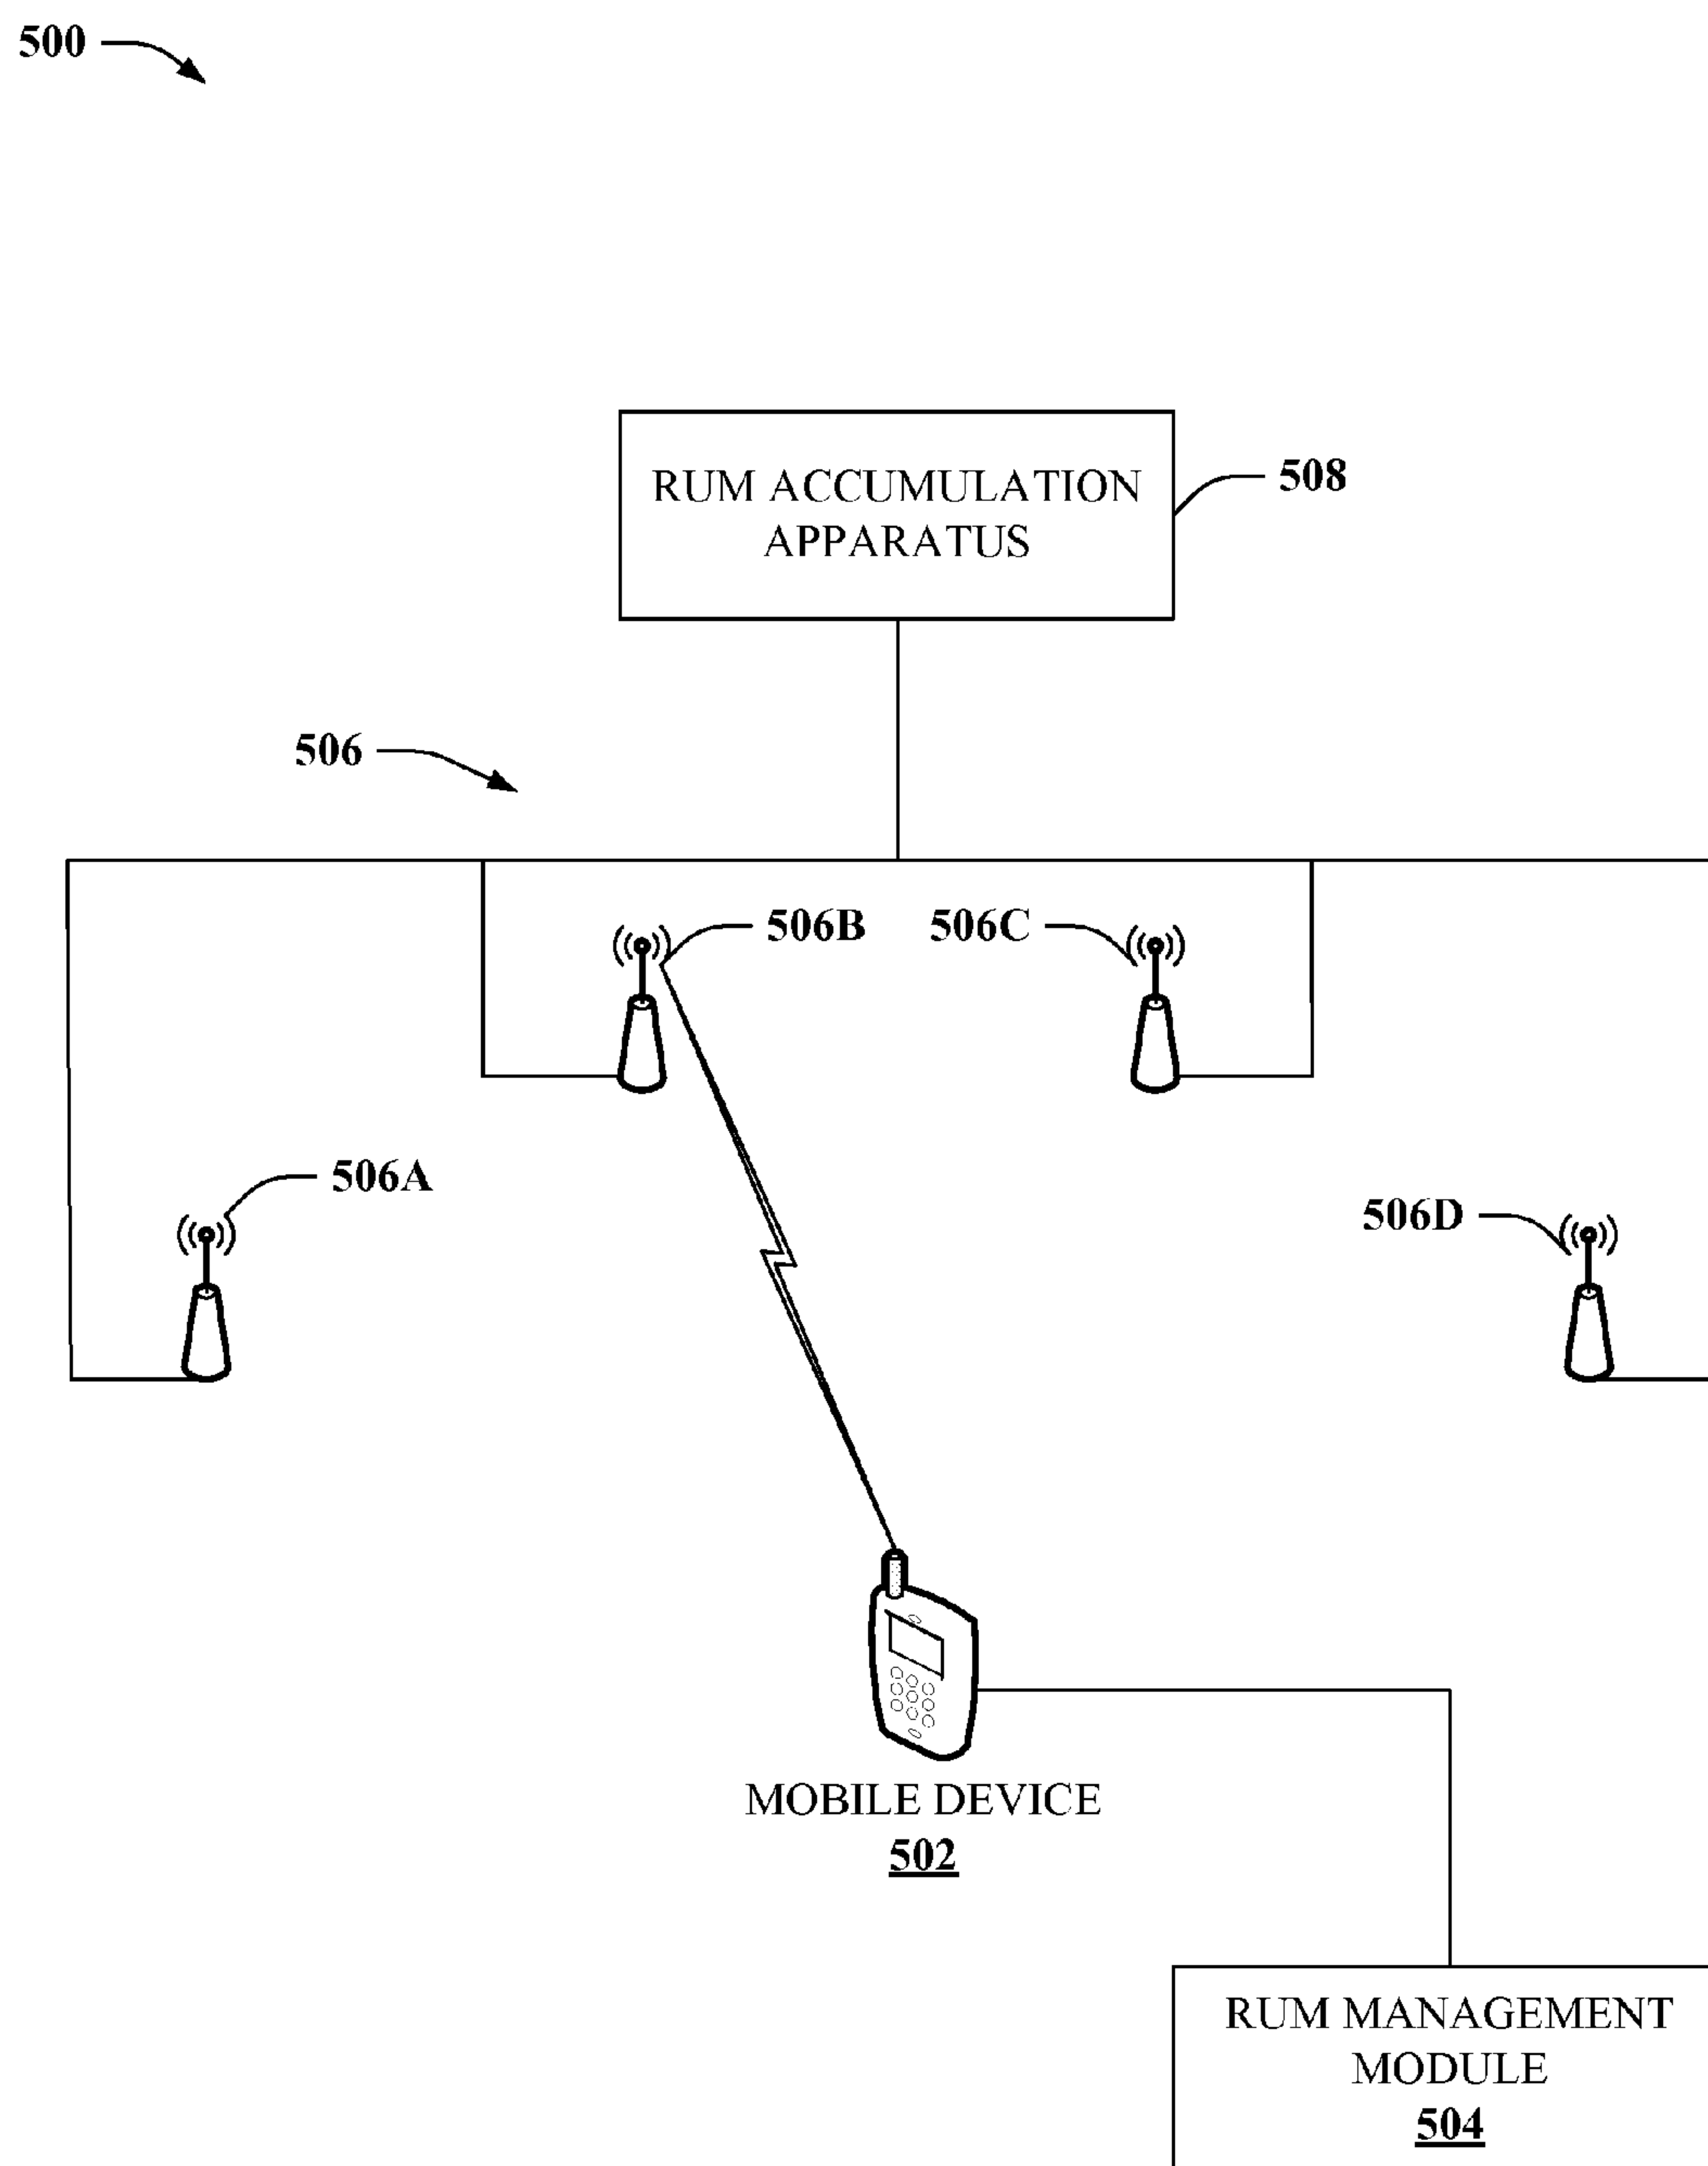 500
RUM ACCUMULATION
APPARATUS
508
506
506B
506C
506A
506D
MOBILE DEVICE
502
RUM MANAGEMENT
MODULE
504